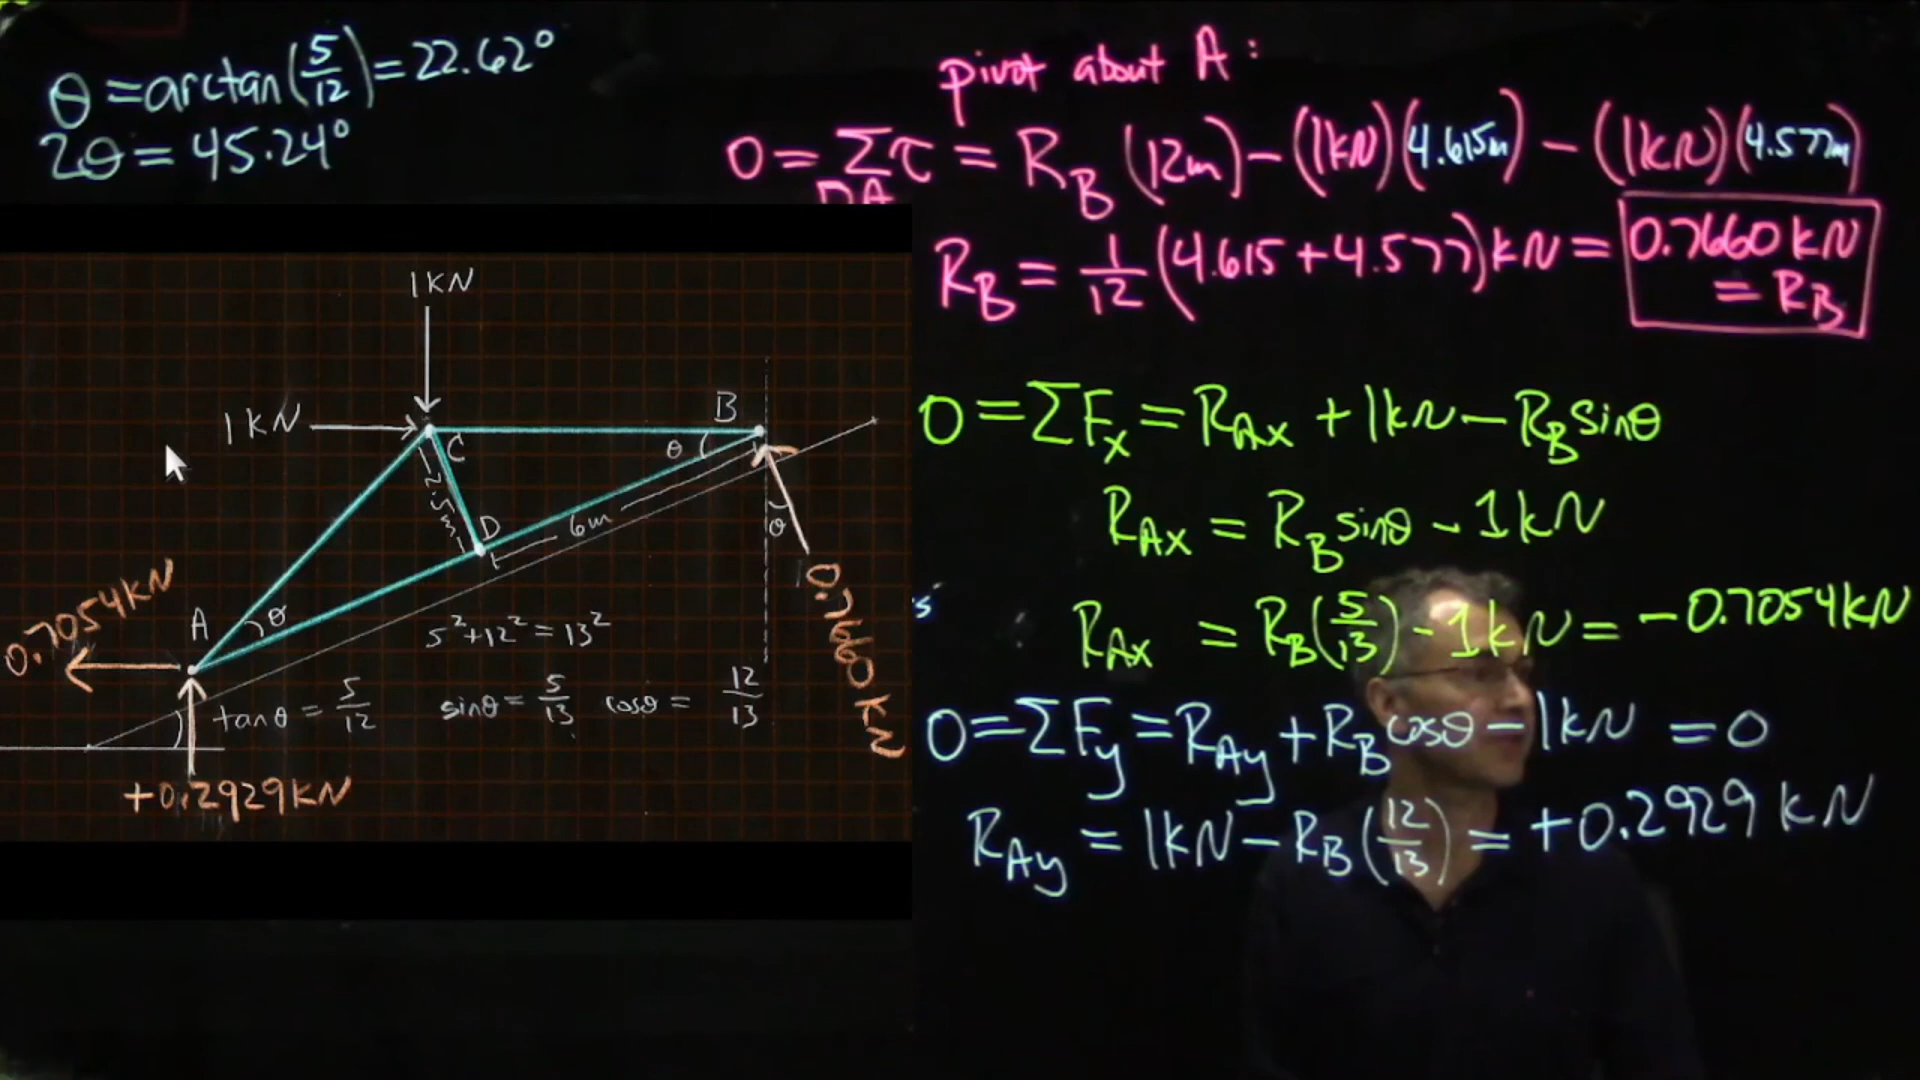 θ = arctan(5/12) = 22.62°
2θ = 45.24°
pivot about A:
0 = Στ = R_B (12m) - (1kN)(4.615m) - (1kN)(4.577m)
R_B = 1/12 (4.615 + 4.577) kN = 0.7660 kN
= R_B
0 = ΣF_x = R_Ax + 1kN - R_B sinθ
R_Ax = R_B sinθ - 1kN
R_Ax = R_B (5/13) - 1kN = -0.7054kN
0 = ΣF_y = R_Ay + R_B cosθ - 1kN = 0
R_Ay = 1kN - R_B (12/13) = +0.2929 kN
1KN
1KN
C
B
θ
D
6m
θ
2.5m
A
θ
0.7054KN
0.7660KN
5²+12²=13²
tanθ = 5/12
sinθ = 5/13
cosθ = 12/13
+0.2929KN